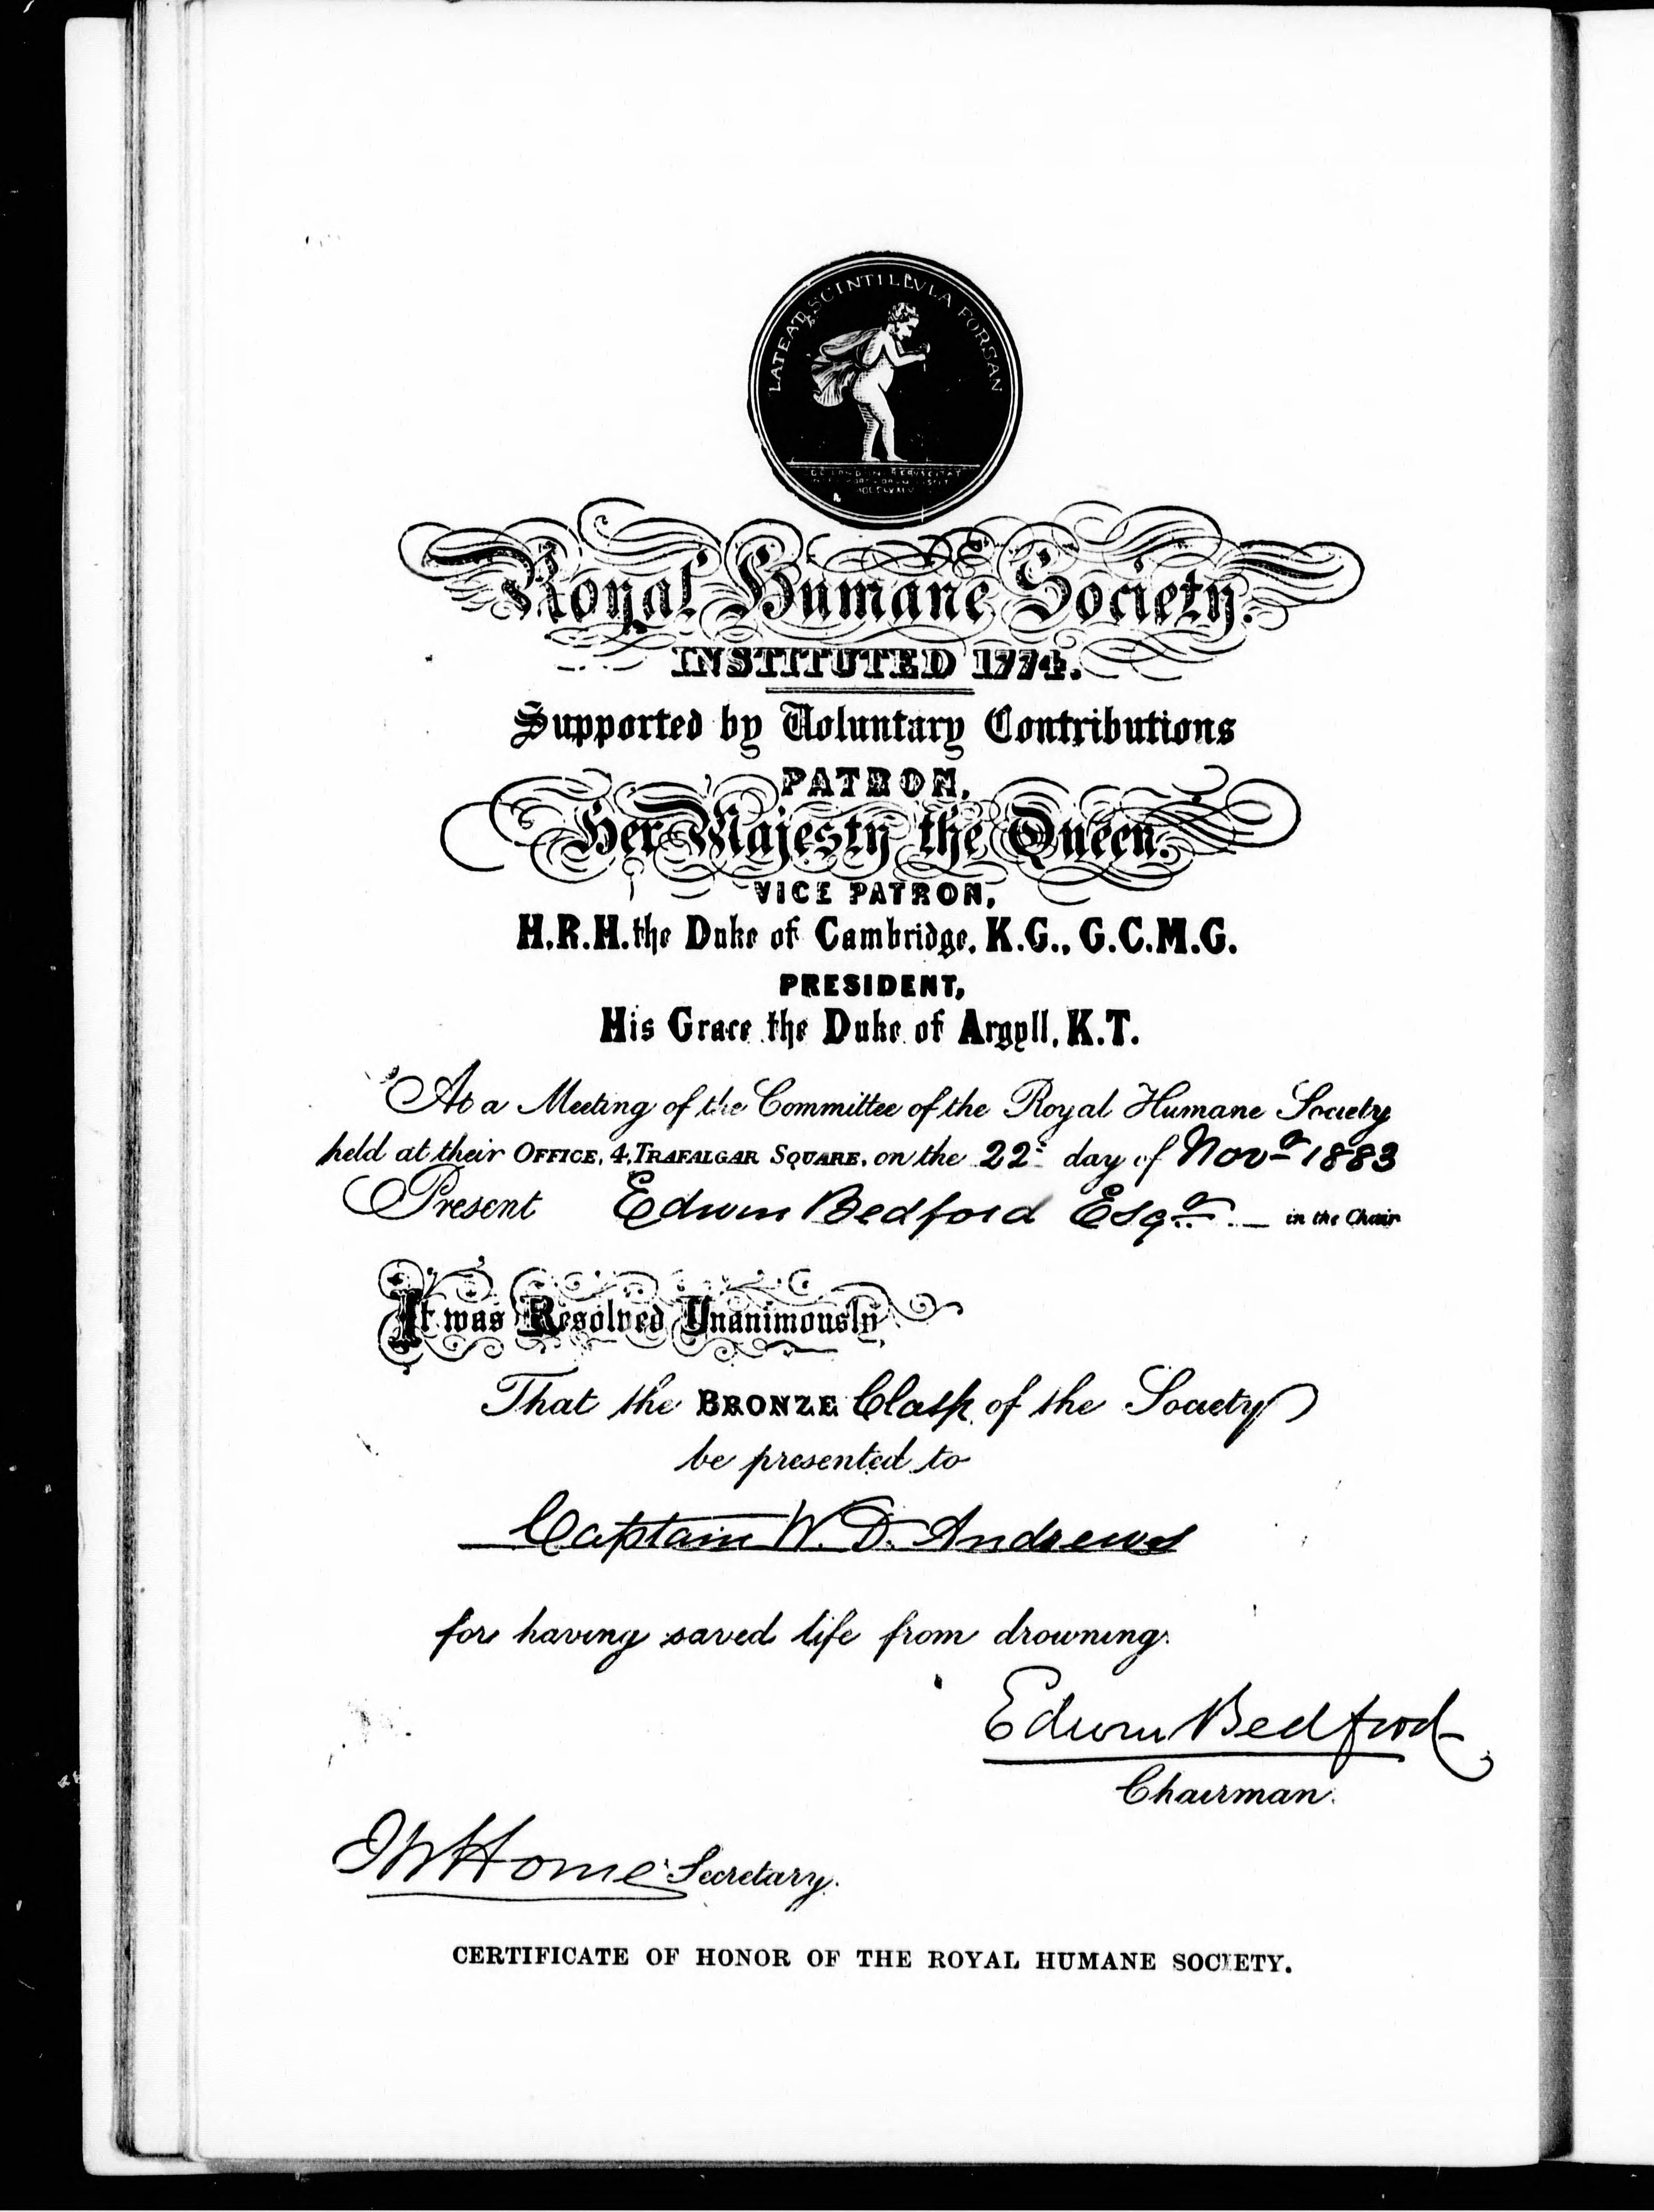 LATEAT SCINTILLVLA FORSAN
Royal Humane Society.
INSTITUTED 1774.
Supported by Voluntary Contributions
PATRON,
Her Majesty the Queen.
VICE PATRON,
H.R.H. the Duke of Cambridge, K.G., G.C.M.G.
PRESIDENT,
His Grace the Duke of Argyll, K.T.
At a Meeting of the Committee of the Royal Humane Society
held at their OFFICE, 4, TRAFALGAR SQUARE, on the 22d day of Novr 1883
Present Edwin Bedford Esqr. — in the Chair
It was Resolved Unanimously
That the BRONZE Clasp of the Society
be presented to
Captain W. D. Andrews
for having saved life from drowning.
Edwin Bedford
Chairman.
Home Secretary.
CERTIFICATE OF HONOR OF THE ROYAL HUMANE SOCIETY.